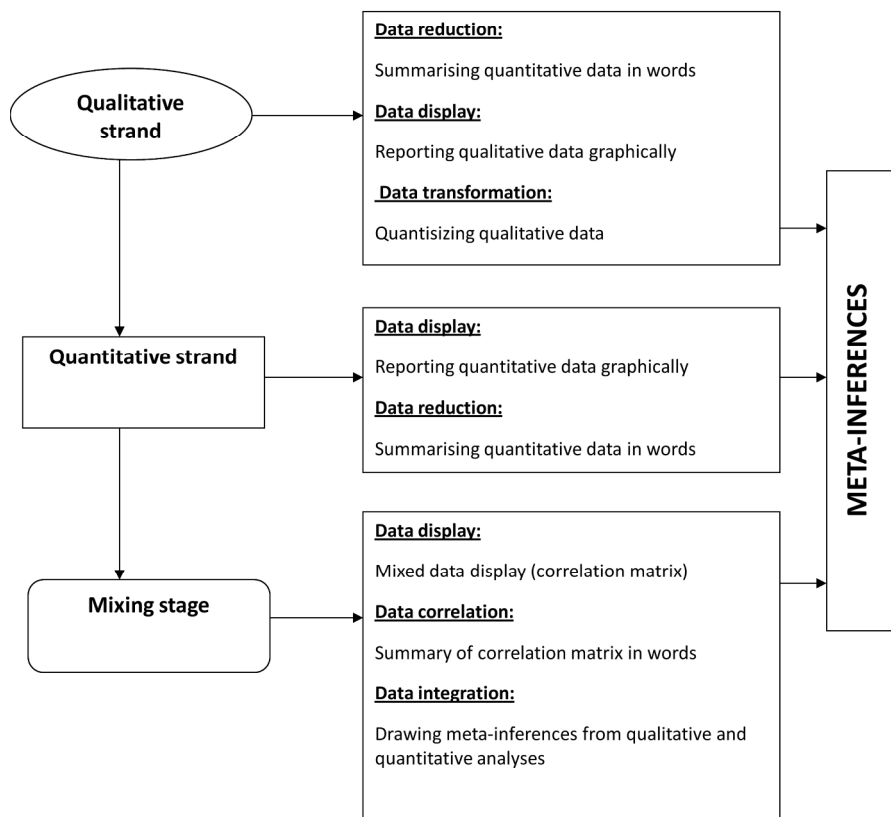 Qualitative
strand
Data reduction:
Summarising quantitative data in words
Data display:
Reporting qualitative data graphically
Data transformation:
Quantisizing qualitative data
Quantitative strand
Data display:
Reporting quantitative data graphically
Data reduction:
Summarising quantitative data in words
Mixing stage
Data display:
Mixed data display (correlation matrix)
Data correlation:
Summary of correlation matrix in words
Data integration:
Drawing meta-inferences from qualitative and
quantitative analyses
META-INFERENCES